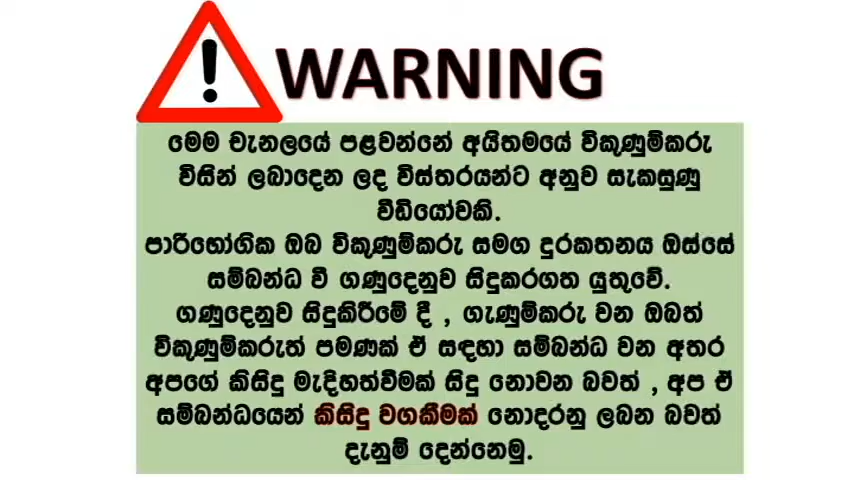 WARNING
මෙම චැනලයේ පළවන්නේ අයිතමයේ විකුණුම්කරු
විසින් ලබාදෙන ලද විස්තරයන්ට අනුව සැකසුණු
වීඩියෝවකි.
පාරිභෝගික ඔබ විකුණුම්කරු සමග දුරකතනය ඔස්සේ
සම්බන්ධ වී ගණුදෙනුව සිදුකරගත යුතුවේ.
ගණුදෙනුව සිදුකිරීමේ දී , ගැණුම්කරු වන ඔබත්
විකුණුම්කරුත් පමණක් ඒ සඳහා සම්බන්ධ වන අතර
අපගේ කිසිදු මැදිහත්වීමක් සිදු නොවන බවත් , අප ඒ
සම්බන්ධයෙන් කිසිදු වගකීමක් නොදරනු ලබන බවත්
දැනුම් දෙන්නෙමු.